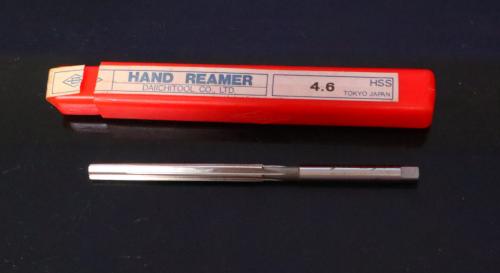 HAND REAMER
DAIICHITOOL CO., LTD.
4.6
HSS
TOKYO JAPAN